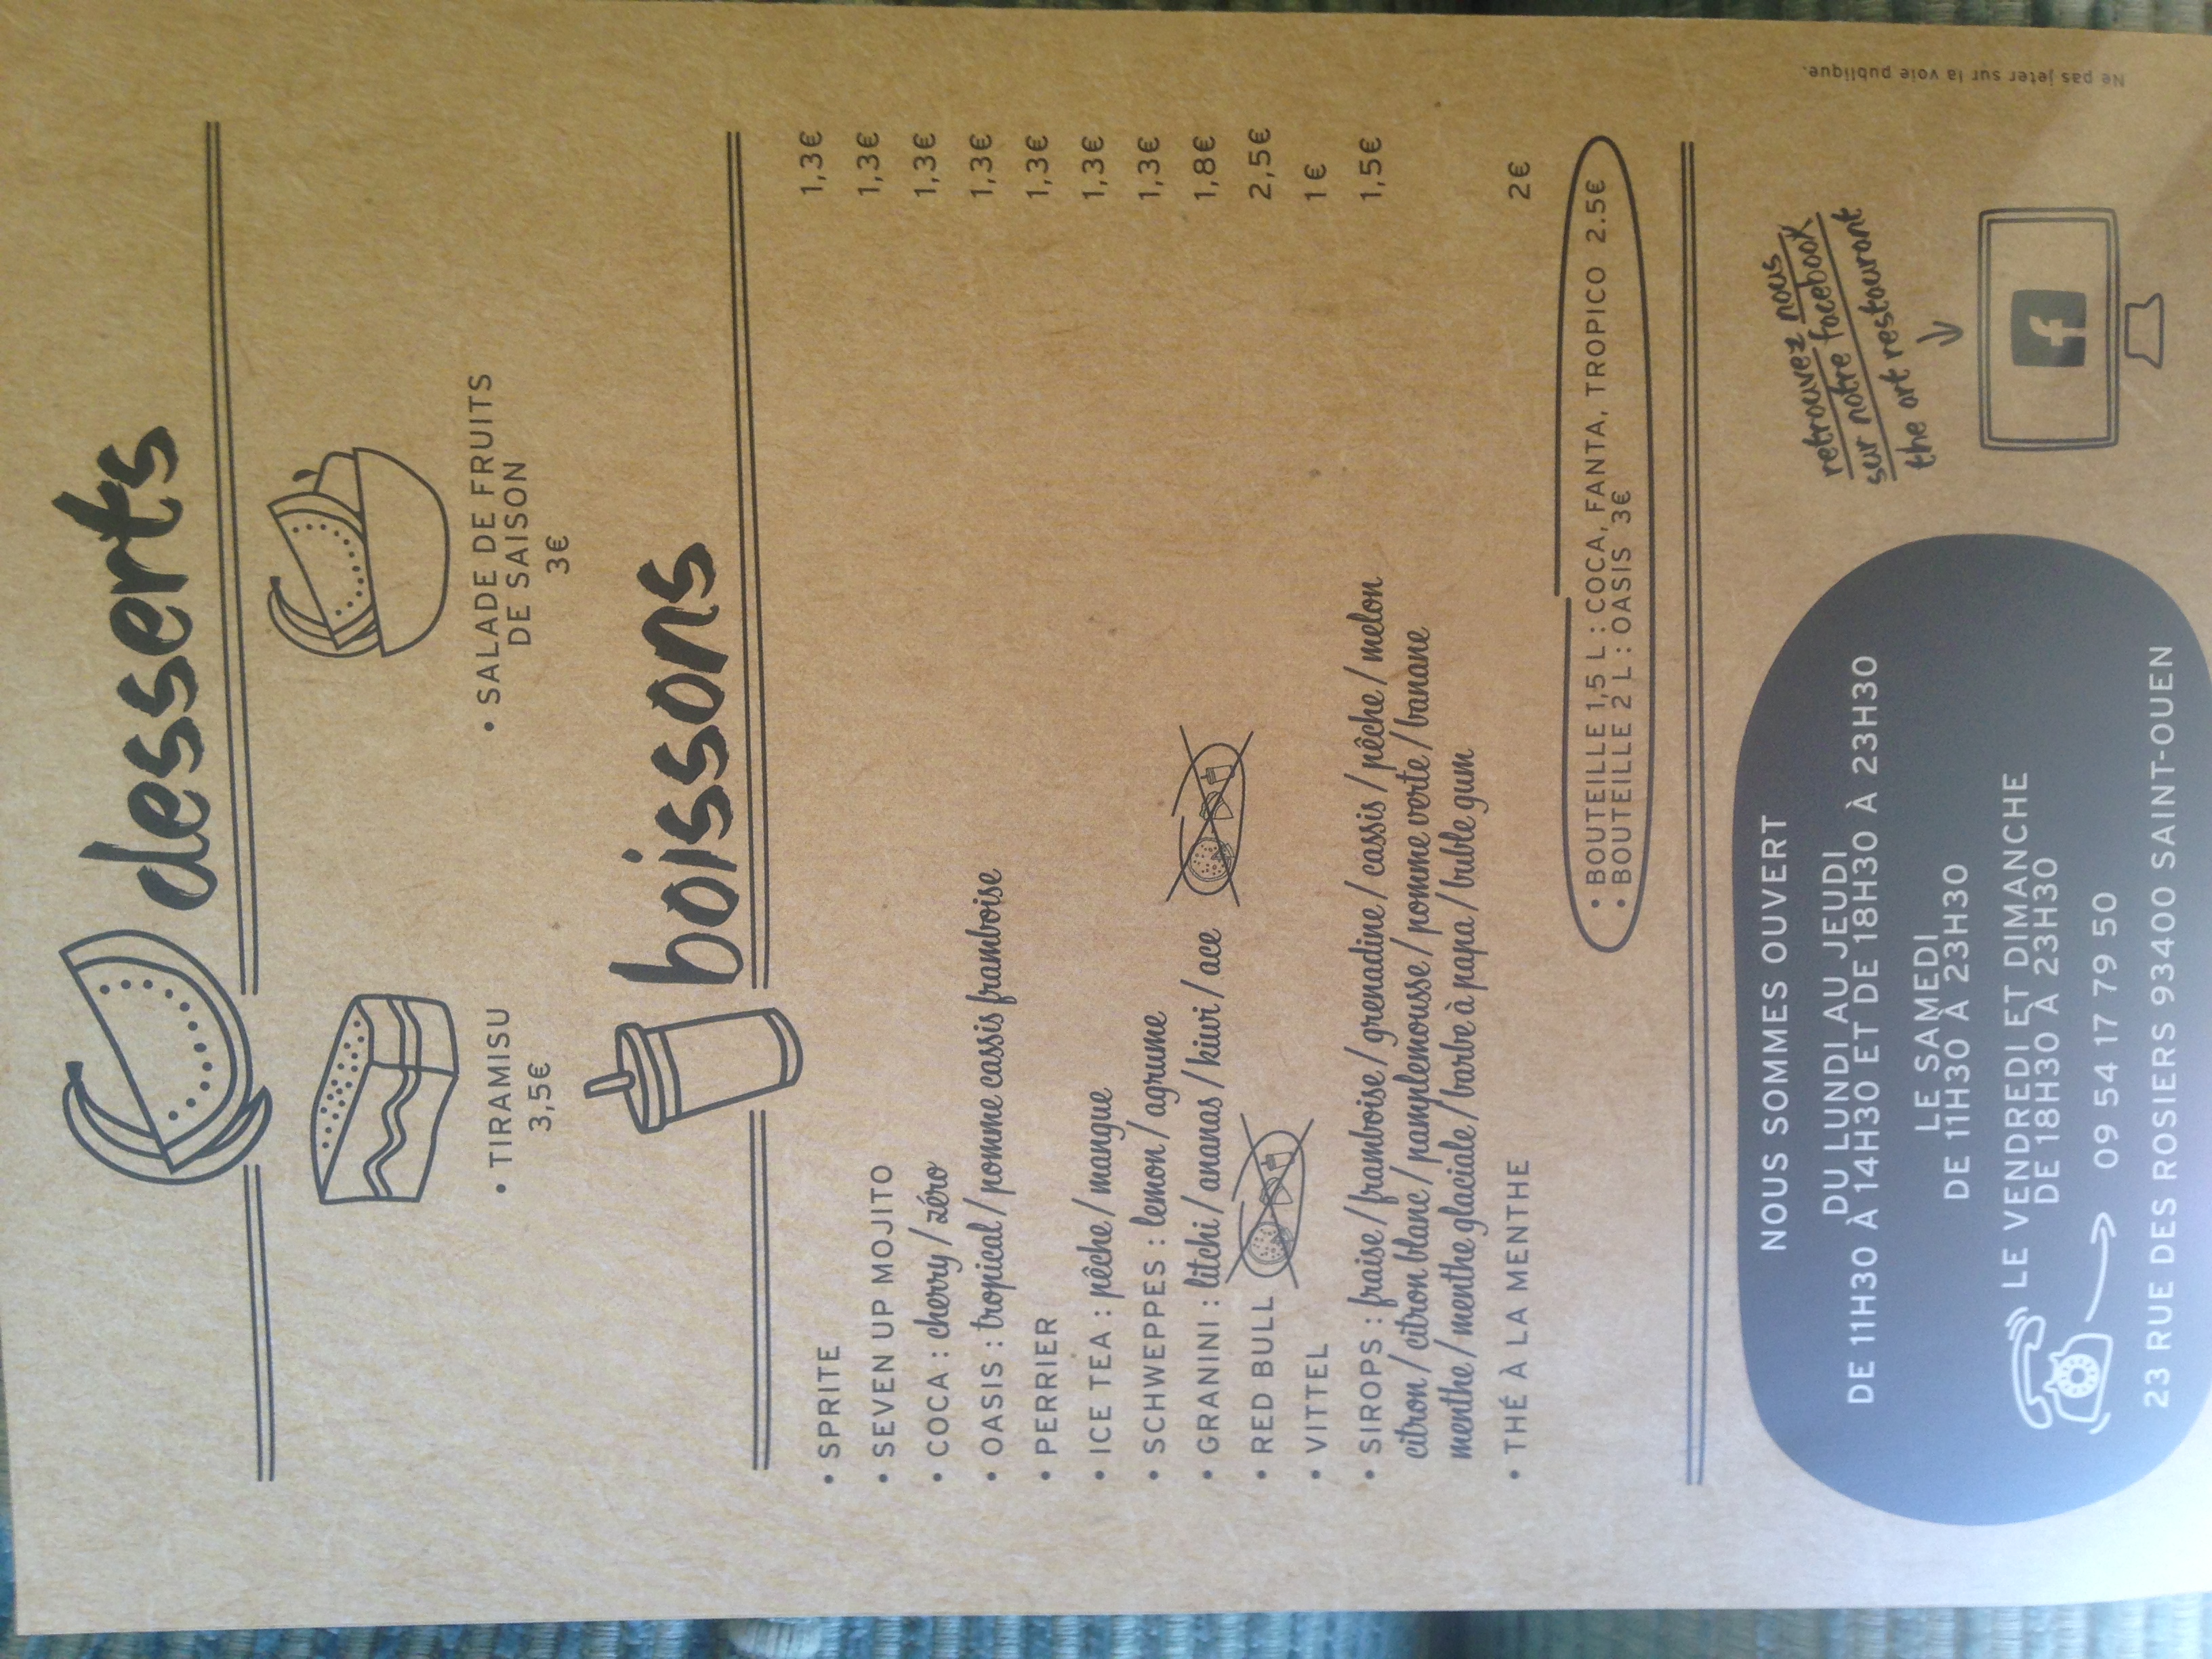 desserts
• TIRAMISU
3,5€
• SALADE DE FRUITS
DE SAISON
3€
boissons
• SPRITE 1,3€
• SEVEN UP MOJITO 1,3€
• COCA : cherry / zéro 1,3€
• OASIS : tropical / pomme cassis framboise 1,3€
• PERRIER 1,3€
• ICE TEA : pêche / mangue 1,3€
• SCHWEPPES : lemon / agrume 1,3€
• GRANINI : litchi / ananas / kiwi / ace 1,8€
• RED BULL 2,5€
• VITTEL 1€
• SIROPS : fraise / framboise / grenadine / cassis / pêche / melon 1,5€
citron / citron blanc / pamplemousse / pomme verte / banane
menthe / menthe glaciale / barbe à papa / buble gum
• THÉ À LA MENTHE 2€
• BOUTEILLE 1,5 L : COCA, FANTA, TROPICO 2.5€
• BOUTEILLE 2 L : OASIS 3€
NOUS SOMMES OUVERT
DU LUNDI AU JEUDI
DE 11H30 À 14H30 ET DE 18H30 À 23H30
LE SAMEDI
DE 11H30 À 23H30
LE VENDREDI ET DIMANCHE
DE 18H30 À 23H30
09 54 17 79 50
23 RUE DES ROSIERS 93400 SAINT-OUEN
retrouvez nous
sur notre facebook
the art restaurant
f
Ne pas jeter sur la voie publique.